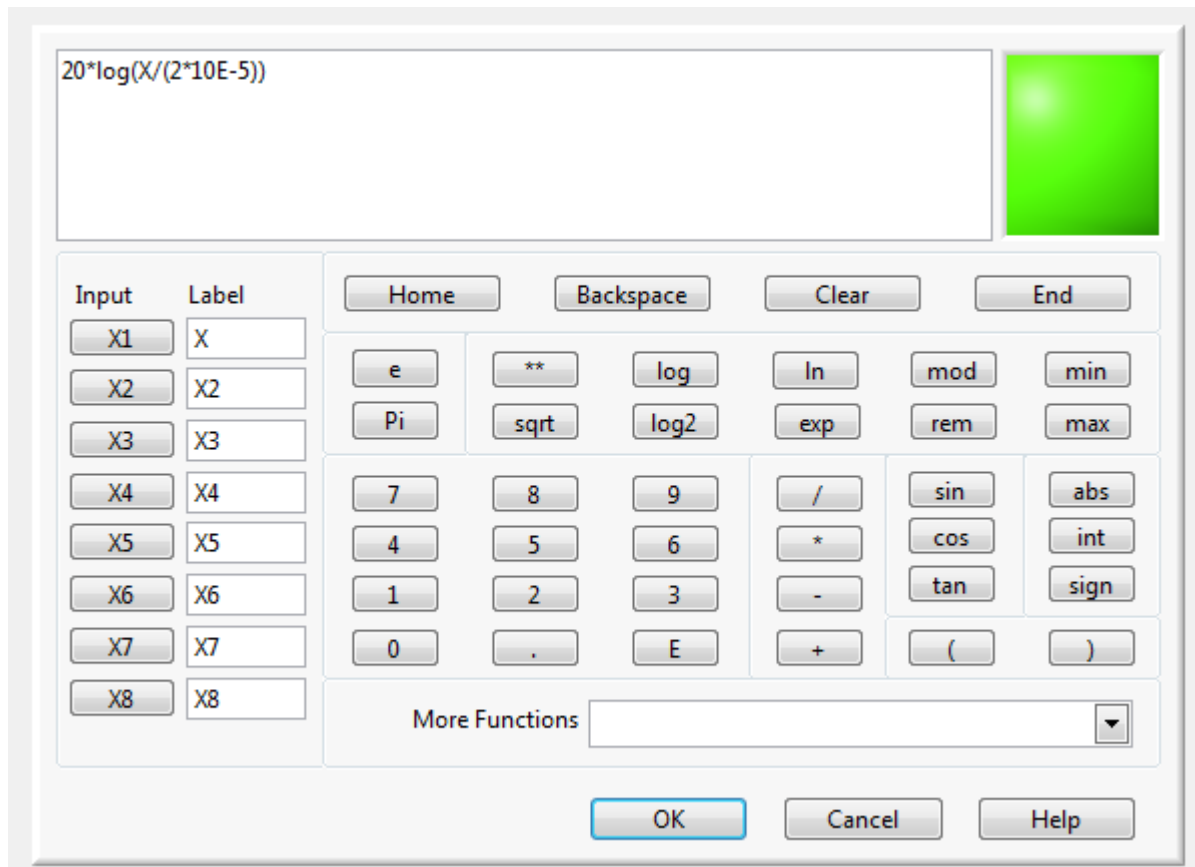 20*log(X/(2*10E-5))
Input Label Home Backspace Clear End
X1 X
e ** log ln mod min
X2 X2
Pi sqrt log2 exp rem max
X3 X3
X4 X4 7 8 9 / sin abs
X5 X5 4 5 6 * cos int
X6 X6 1 2 3 - tan sign
X7 X7 0 . E + ( )
X8 X8
More Functions
OK Cancel Help